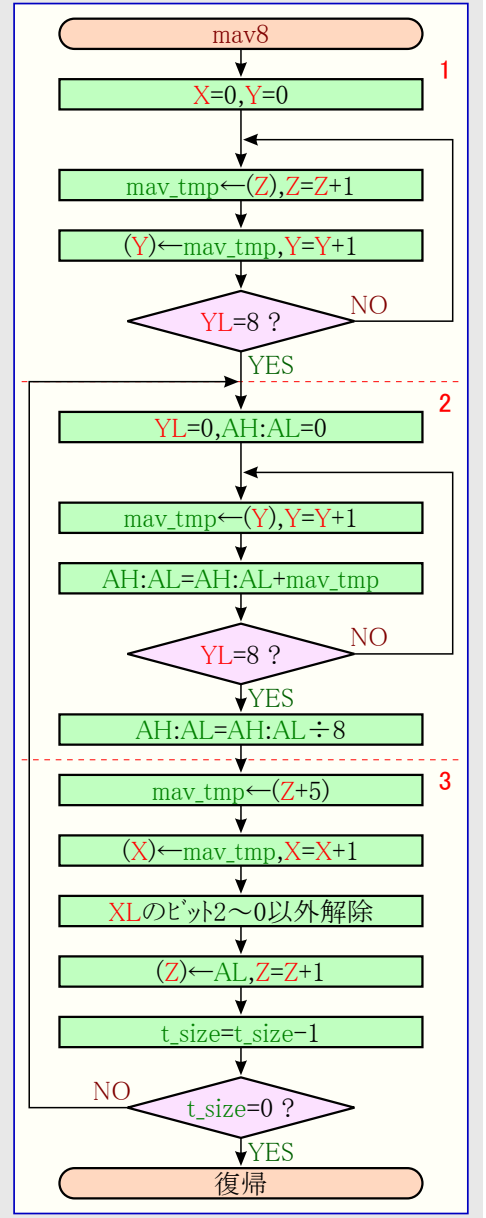 mav8
1
X=0,Y=0
mav_tmp←(Z),Z=Z+1
(Y)←mav_tmp,Y=Y+1
YL=8 ?
NO
YES
2
YL=0,AH:AL=0
mav_tmp←(Y),Y=Y+1
AH:AL=AH:AL+mav_tmp
YL=8 ?
NO
YES
AH:AL=AH:AL÷8
3
mav_tmp←(Z+5)
(X)←mav_tmp,X=X+1
XLのビット2～0以外解除
(Z)←AL,Z=Z+1
t_size=t_size-1
NO
t_size=0 ?
YES
復帰